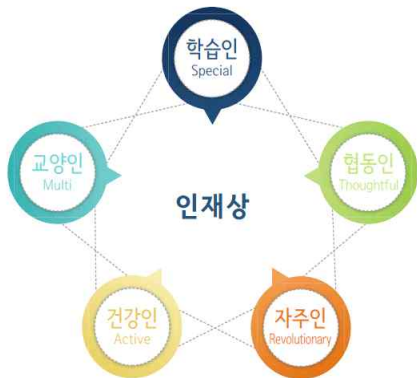 학습인
Special
교양인
Multi
협동인
Thoughtful
인재상
건강인
Active
자주인
Revolutionary